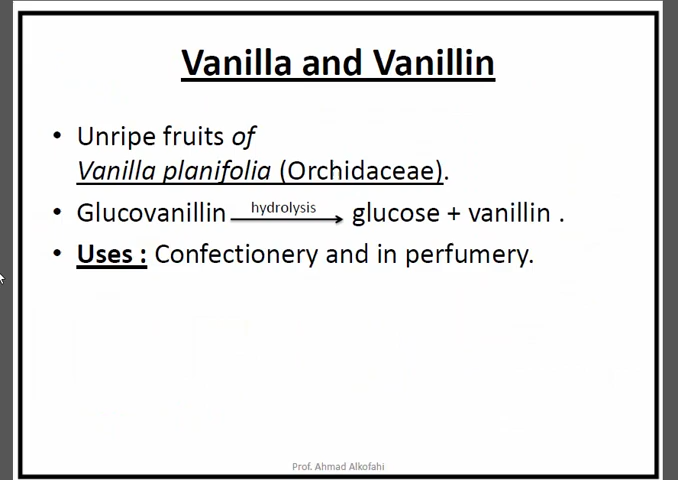 Vanilla and Vanillin
• Unripe fruits of
Vanilla planifolia (Orchidaceae).
• Glucovanillin hydrolysis glucose + vanillin .
• Uses : Confectionery and in perfumery.
Prof. Ahmad Alkofahi